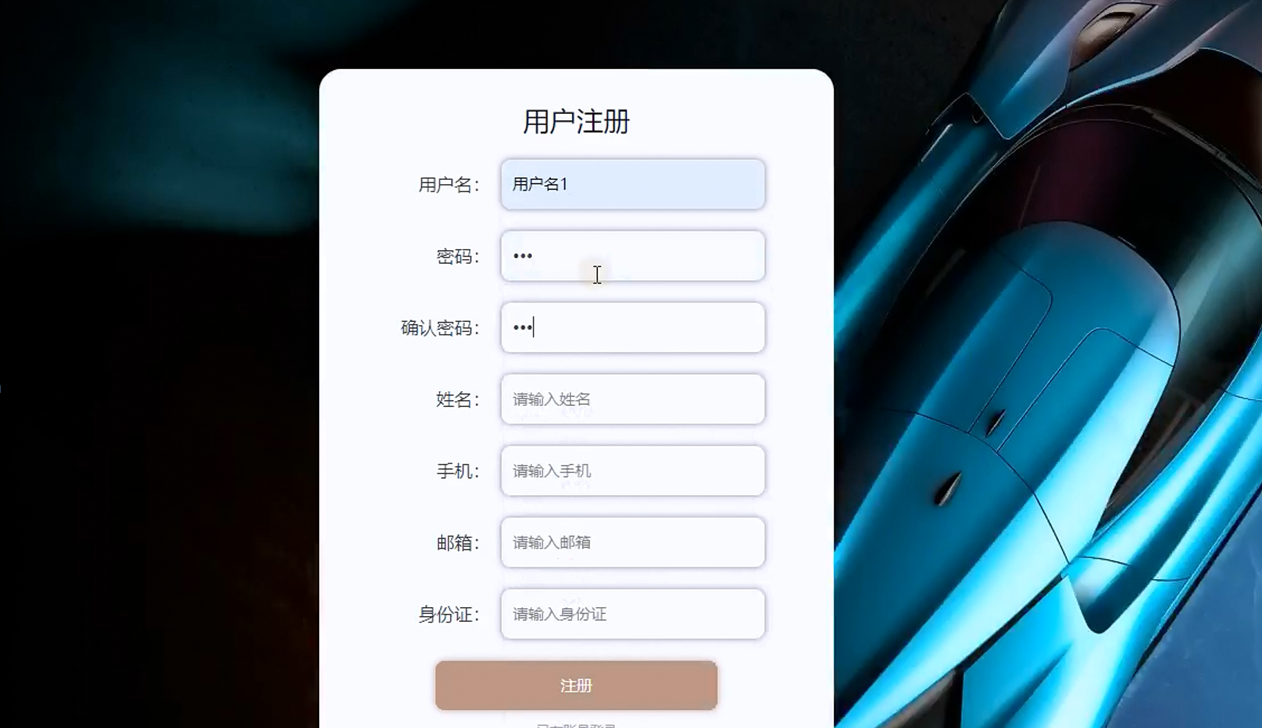 用户注册
用户名： 用户名1
密码： •••
确认密码： •••
姓名： 请输入姓名
手机： 请输入手机
邮箱： 请输入邮箱
身份证： 请输入身份证
注册